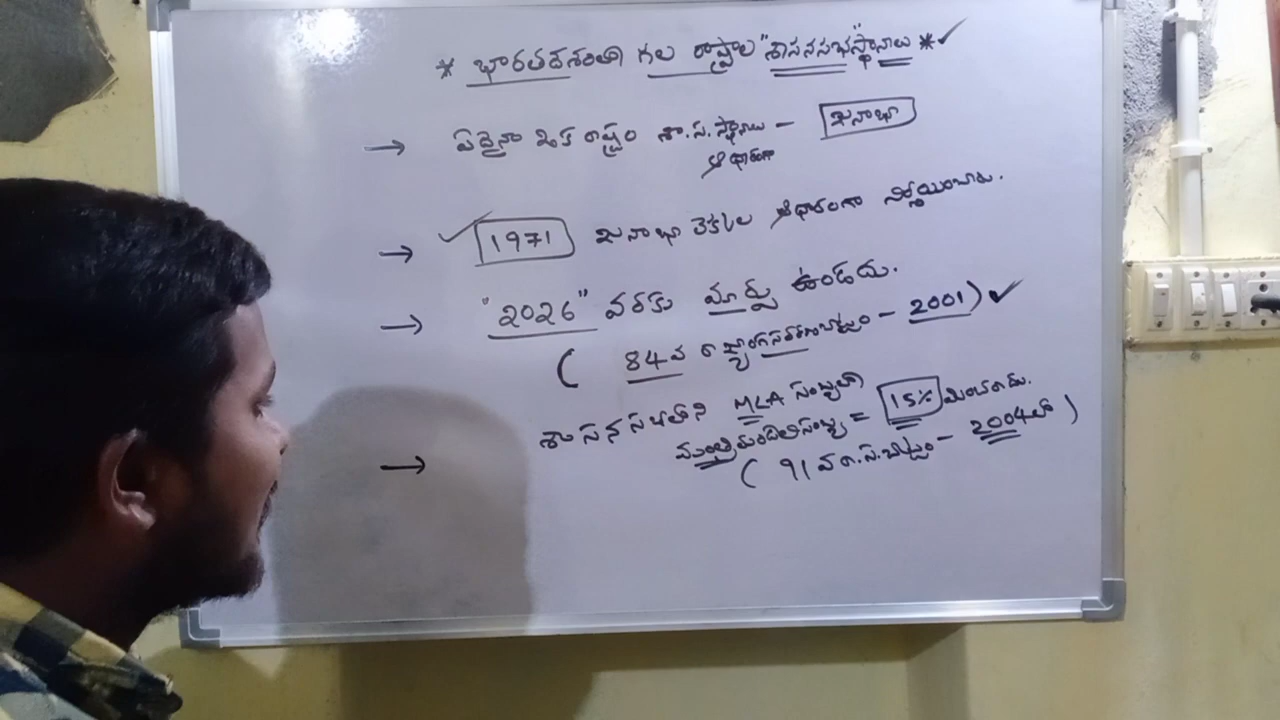 * భారతదేశంలో గల రాష్ట్రాల "శాసనసభ" స్థానాలు * ✓
→ ఏదైనా ఒక రాష్ట్రం శా.స.స్థానాలు – జనాభా
ఆధారంగా
→ ✓ 1971 జనాభా లెక్కల ఆధారంగా నిర్ణయించారు.
→ "2026" వరకు మార్పు ఉండదు.
( 84వ రాజ్యాంగసవరణచట్టం – 2001) ✓
→ శాసనసభలోని MLA సంఖ్యలో
మంత్రిమండలిసంఖ్య = 15% మించరాదు.
( 91వ రా.స.చట్టం – 2004లో )